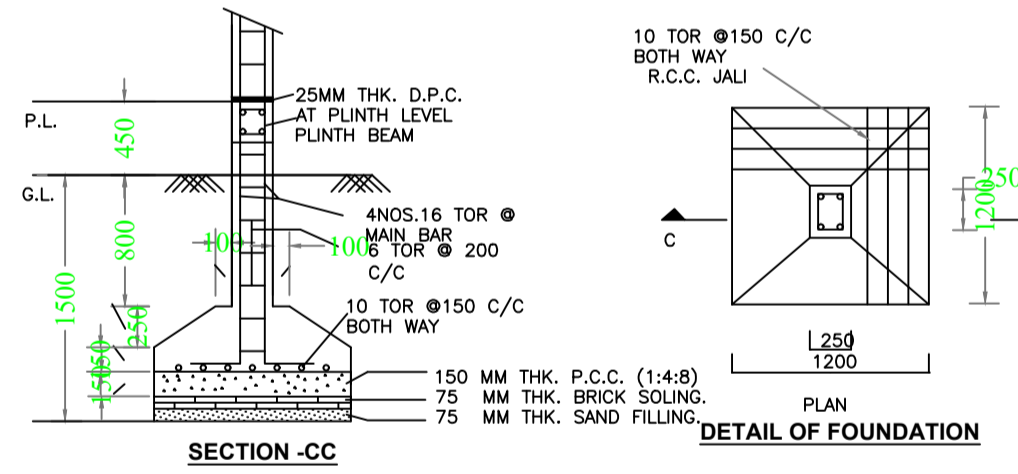 P.L.
450
G.L.
25MM THK. D.P.C.
AT PLINTH LEVEL
PLINTH BEAM
1500
800
100
100
4NOS.16 TOR @
MAIN BAR
6 TOR @ 200
C/C
250
10 TOR @150 C/C
BOTH WAY
150
150 MM THK. P.C.C. (1:4:8)
75 MM THK. BRICK SOLING.
75 MM THK. SAND FILLING.
SECTION -CC
10 TOR @150 C/C
BOTH WAY
R.C.C. JALI
C
250
1200
250
1200
PLAN
DETAIL OF FOUNDATION